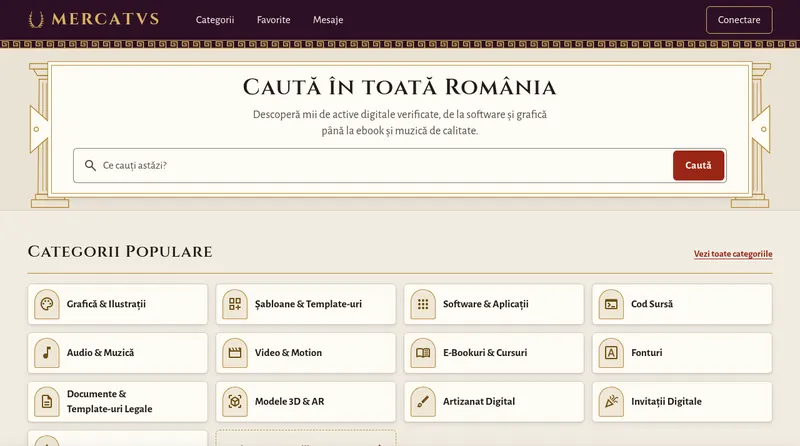 MERCATVS
Categorii
Favorite
Mesaje
Conectare
Caută în toată România
Descoperă mii de active digitale verificate, de la software și grafică
până la ebook și muzică de calitate.
Ce cauți astăzi?
Caută
Categorii Populare
Vezi toate categoriile
Grafică & Ilustrații
Șabloane & Template-uri
Software & Aplicații
Cod Sursă
Audio & Muzică
Video & Motion
E-Bookuri & Cursuri
Fonturi
Documente &
Template-uri Legale
Modele 3D & AR
Artizanat Digital
Invitații Digitale